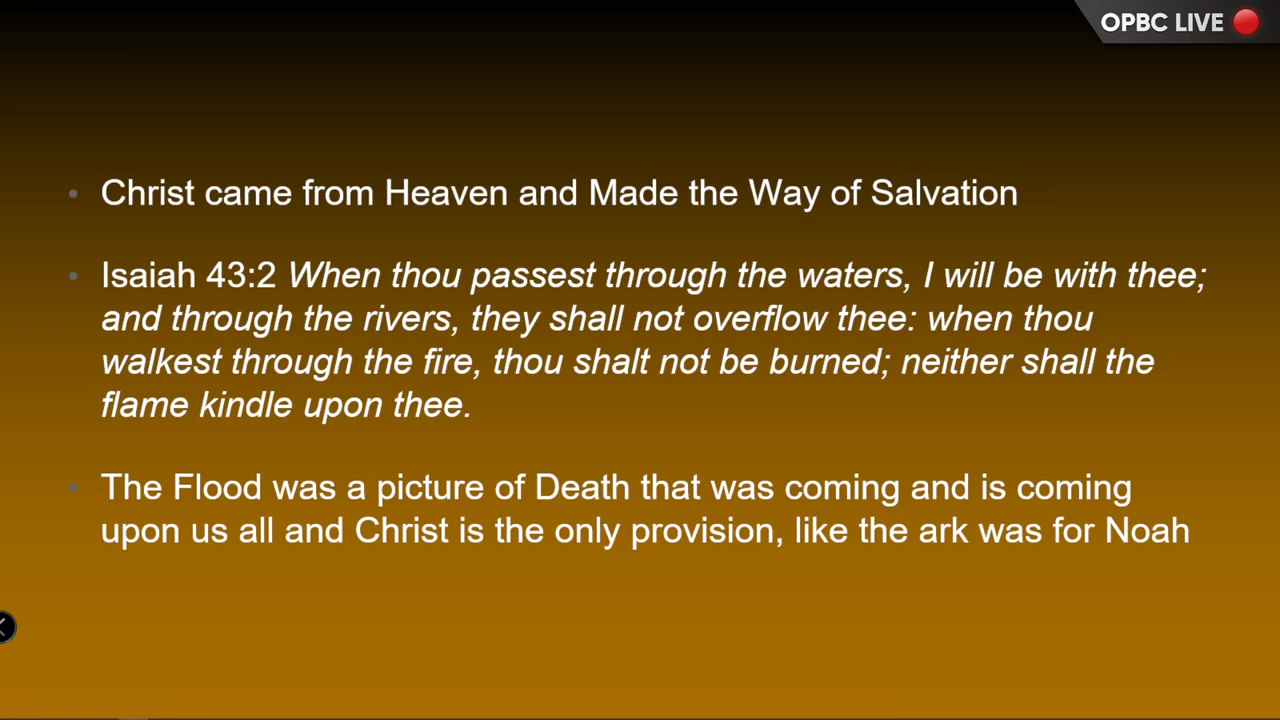 OPBC LIVE
Christ came from Heaven and Made the Way of Salvation
Isaiah 43:2 When thou passest through the waters, I will be with thee;
and through the rivers, they shall not overflow thee: when thou
walkest through the fire, thou shalt not be burned; neither shall the
flame kindle upon thee.
The Flood was a picture of Death that was coming and is coming
upon us all and Christ is the only provision, like the ark was for Noah